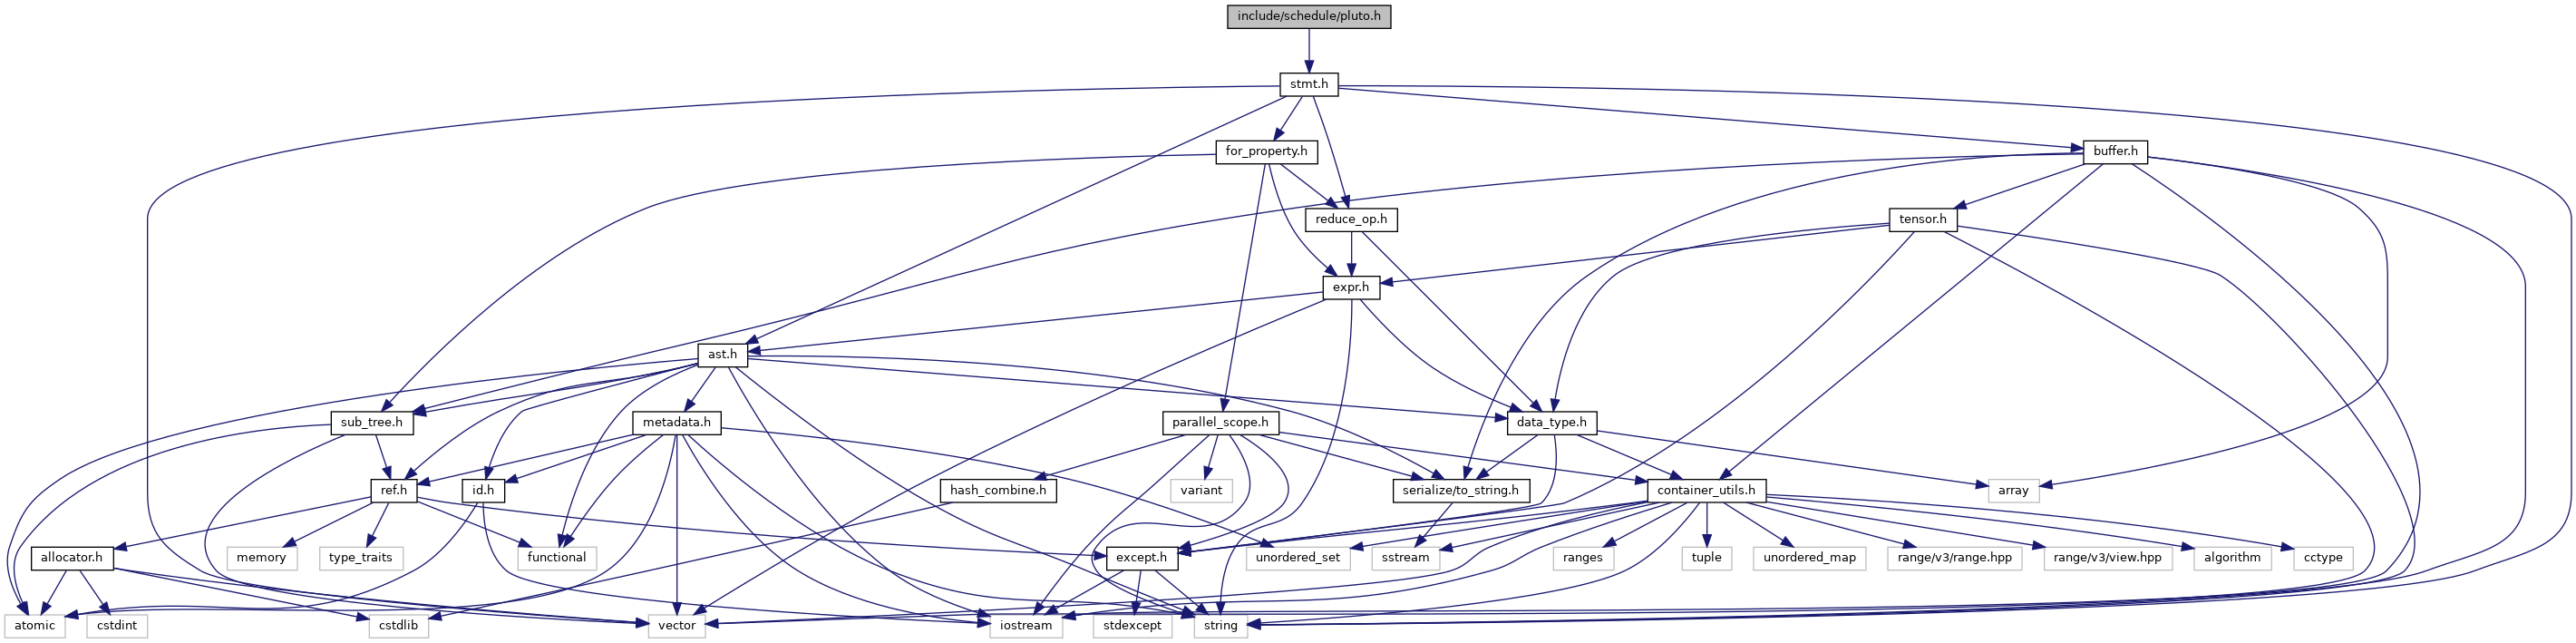 include/schedule/pluto.h
stmt.h
for_property.h
buffer.h
reduce_op.h
tensor.h
expr.h
ast.h
sub_tree.h
metadata.h
parallel_scope.h
data_type.h
ref.h
id.h
hash_combine.h
variant
serialize/to_string.h
container_utils.h
array
allocator.h
memory
type_traits
functional
except.h
unordered_set
sstream
ranges
tuple
unordered_map
range/v3/range.hpp
range/v3/view.hpp
algorithm
cctype
atomic
cstdint
cstdlib
vector
iostream
stdexcept
string